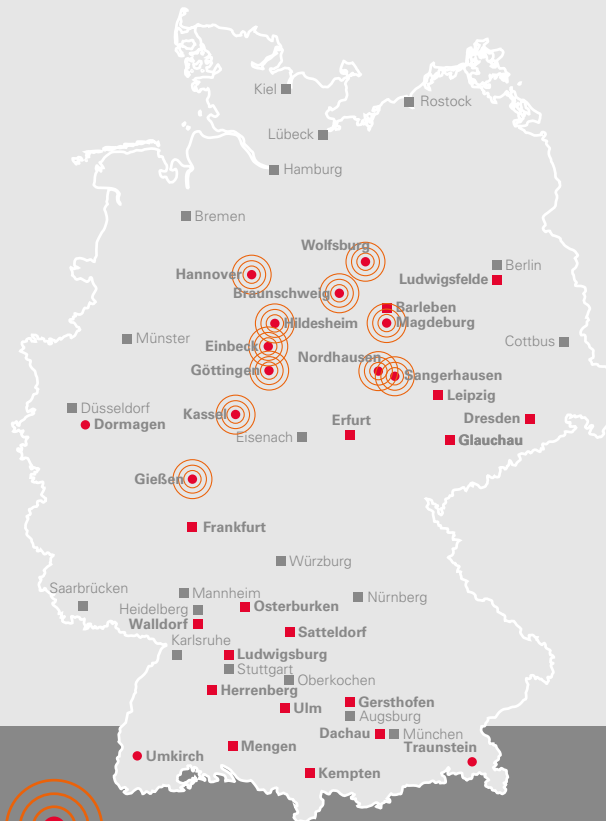 Kiel
Rostock
Lübeck
Hamburg
Bremen
Wolfsburg
Berlin
Hannover
Ludwigsfelde
Braunschweig
Barleben
Hildesheim
Magdeburg
Münster
Cottbus
Einbeck
Nordhausen
Göttingen
Sangerhausen
Leipzig
Düsseldorf
Kassel
Erfurt
Dresden
Dormagen
Eisenach
Glauchau
Gießen
Frankfurt
Würzburg
Saarbrücken
Mannheim
Nürnberg
Heidelberg
Osterburken
Walldorf
Satteldorf
Karlsruhe
Ludwigsburg
Stuttgart
Oberkochen
Herrenberg
Gersthofen
Ulm
Augsburg
Dachau
München
Mengen
Traunstein
Umkirch
Kempten